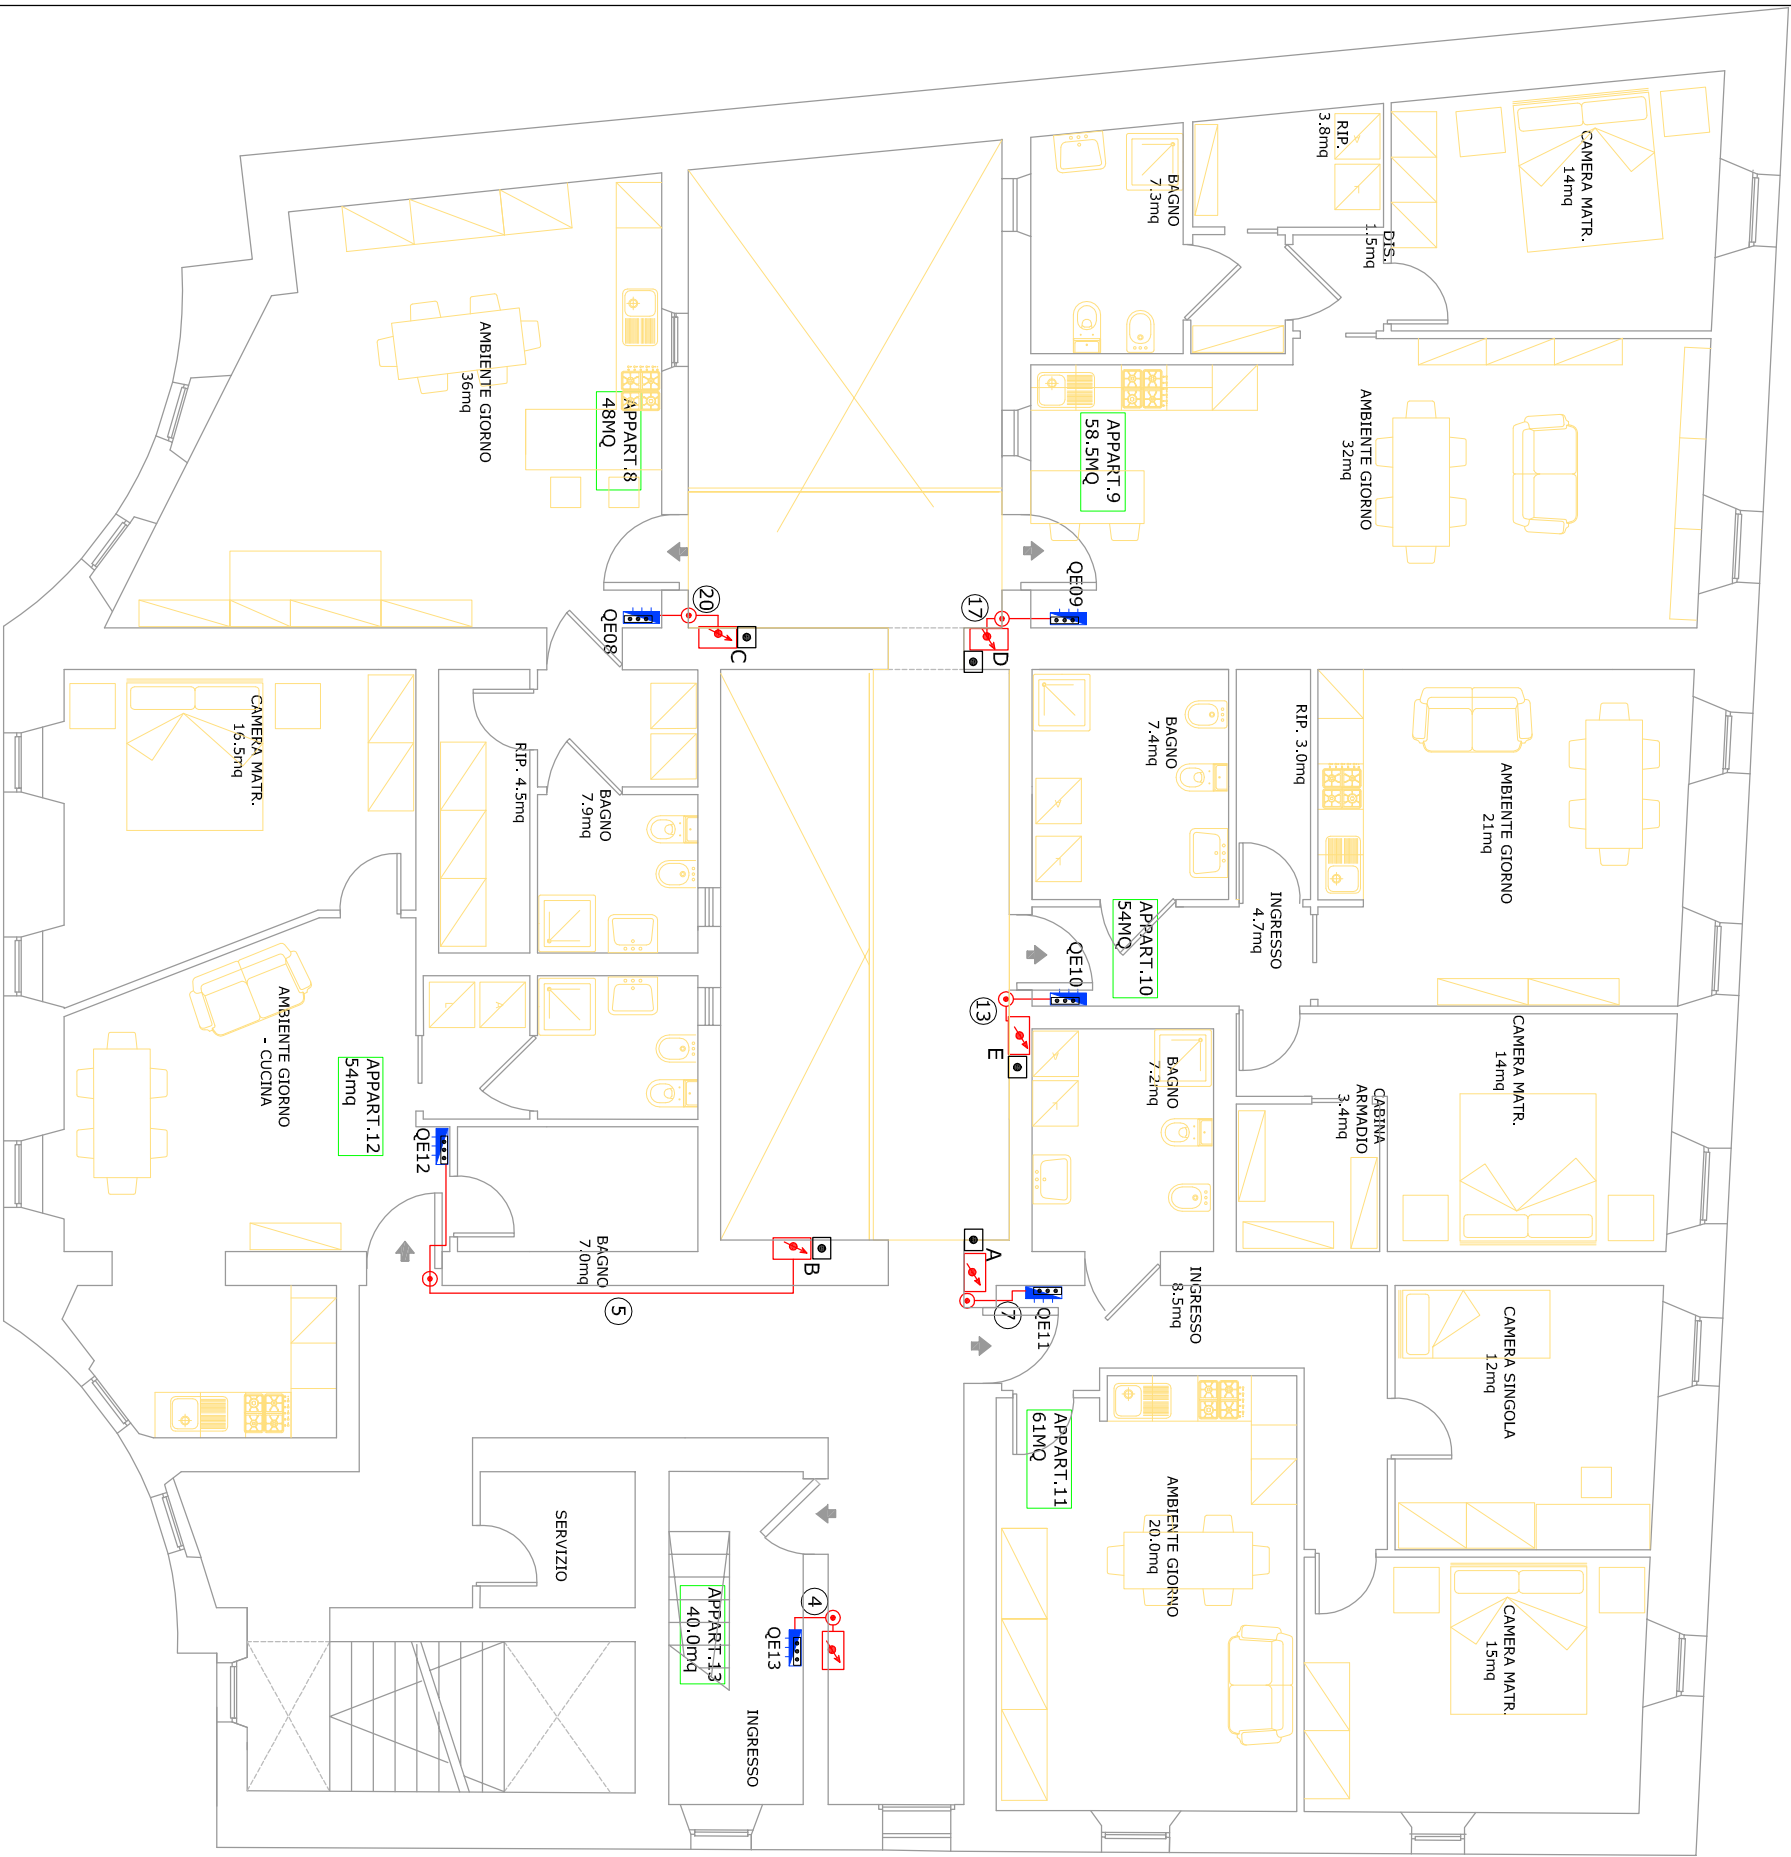 CAMERA MATR.
14mq
RIP.
3.8mq
BAGNO
7.3mq
DIS.
1.5mq
AMBIENTE GIORNO
36mq
APPART.8
48MQ
APPART.9
58.5MQ
AMBIENTE GIORNO
32mq
QE08
20
C
17
D
QE09
CAMERA MATR.
16.5mq
RIP. 4.5mq
BAGNO
7.9mq
BAGNO
7.4mq
RIP. 3.0mq
AMBIENTE GIORNO
21mq
APPART.10
54MQ
INGRESSO
4.7mq
QE10
13
E
AMBIENTE GIORNO
- CUCINA
APPART.12
54mq
QE12
BAGNO
7.0mq
5
B
A
7
QE11
BAGNO
7.2mq
CABINA
ARMADIO
3.4mq
CAMERA MATR.
14mq
INGRESSO
8.5mq
CAMERA SINGOLA
12mq
APPART.11
61MQ
AMBIENTE GIORNO
20.0mq
CAMERA MATR.
15mq
SERVIZIO
APPART.13
40.0mq
4
QE13
INGRESSO